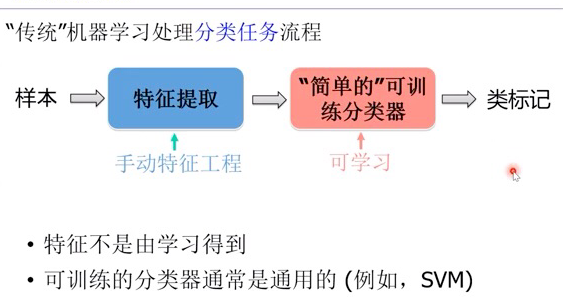 “传统”机器学习处理分类任务流程
样本
特征提取
“简单的”可训
练分类器
类标记
手动特征工程
可学习
• 特征不是由学习得到
• 可训练的分类器通常是通用的 (例如，SVM)